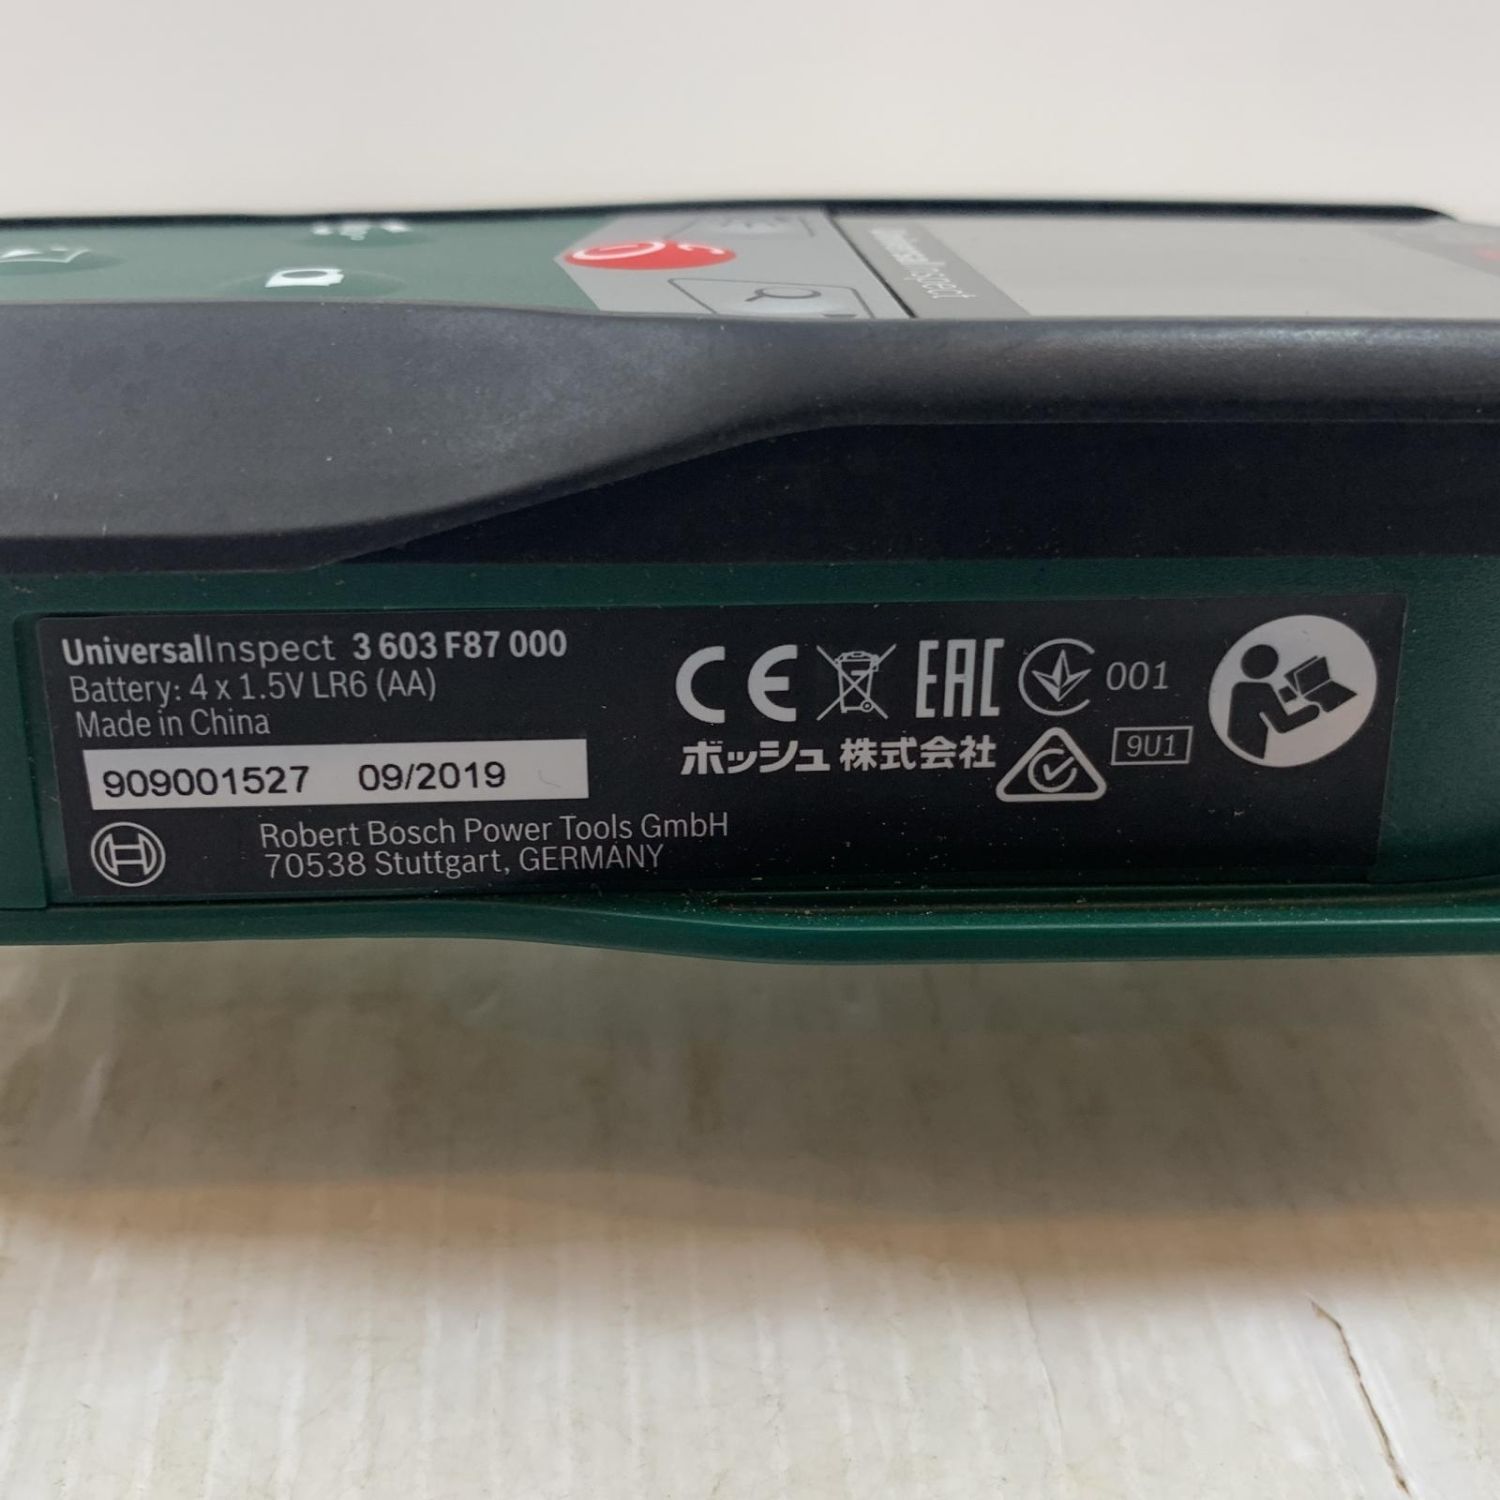 UniversalInspect
UniversalInspect 3 603 F87 000
Battery: 4 x 1.5V LR6 (AA)
Made in China
909001527 09/2019
Robert Bosch Power Tools GmbH
70538 Stuttgart, GERMANY
CE EAC 001
ボッシュ 株式会社 9U1